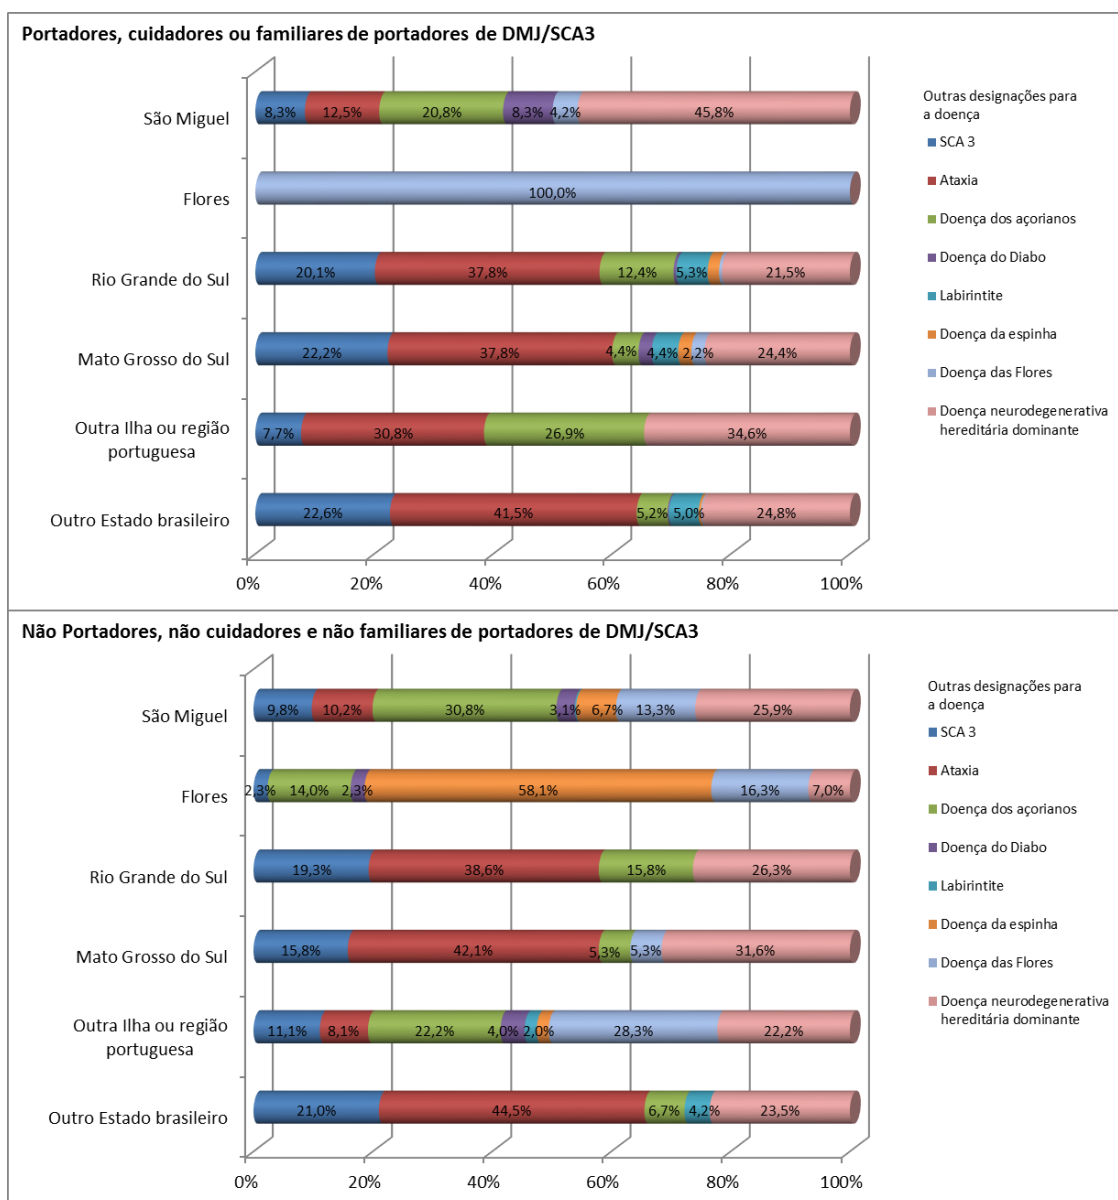 Portadores, cuidadores ou familiares de portadores de DMJ/SCA3
São Miguel
8,3%
12,5%
20,8%
8,3%
4,2%
45,8%
Flores
100,0%
Rio Grande do Sul
20,1%
37,8%
12,4%
5,3%
21,5%
Mato Grosso do Sul
22,2%
37,8%
4,4%
4,4%
2,2%
24,4%
Outra Ilha ou região
portuguesa
7,7%
30,8%
26,9%
34,6%
Outro Estado brasileiro
22,6%
41,5%
5,2%
5,0%
24,8%
0%
20%
40%
60%
80%
100%
Outras designações para
a doença
SCA 3
Ataxia
Doença dos açorianos
Doença do Diabo
Labirintite
Doença da espinha
Doença das Flores
Doença neurodegenerativa
hereditária dominante
Não Portadores, não cuidadores e não familiares de portadores de DMJ/SCA3
São Miguel
9,8%
10,2%
30,8%
3,1%
6,7%
13,3%
25,9%
Flores
2,3%
14,0%
2,3%
58,1%
16,3%
7,0%
Rio Grande do Sul
19,3%
38,6%
15,8%
26,3%
Mato Grosso do Sul
15,8%
42,1%
5,3%
5,3%
31,6%
Outra Ilha ou região
portuguesa
11,1%
8,1%
22,2%
4,0%
2,0%
28,3%
22,2%
Outro Estado brasileiro
21,0%
44,5%
6,7%
4,2%
23,5%
0%
20%
40%
60%
80%
100%
Outras designações para
a doença
SCA 3
Ataxia
Doença dos açorianos
Doença do Diabo
Labirintite
Doença da espinha
Doença das Flores
Doença neurodegenerativa
hereditária dominante